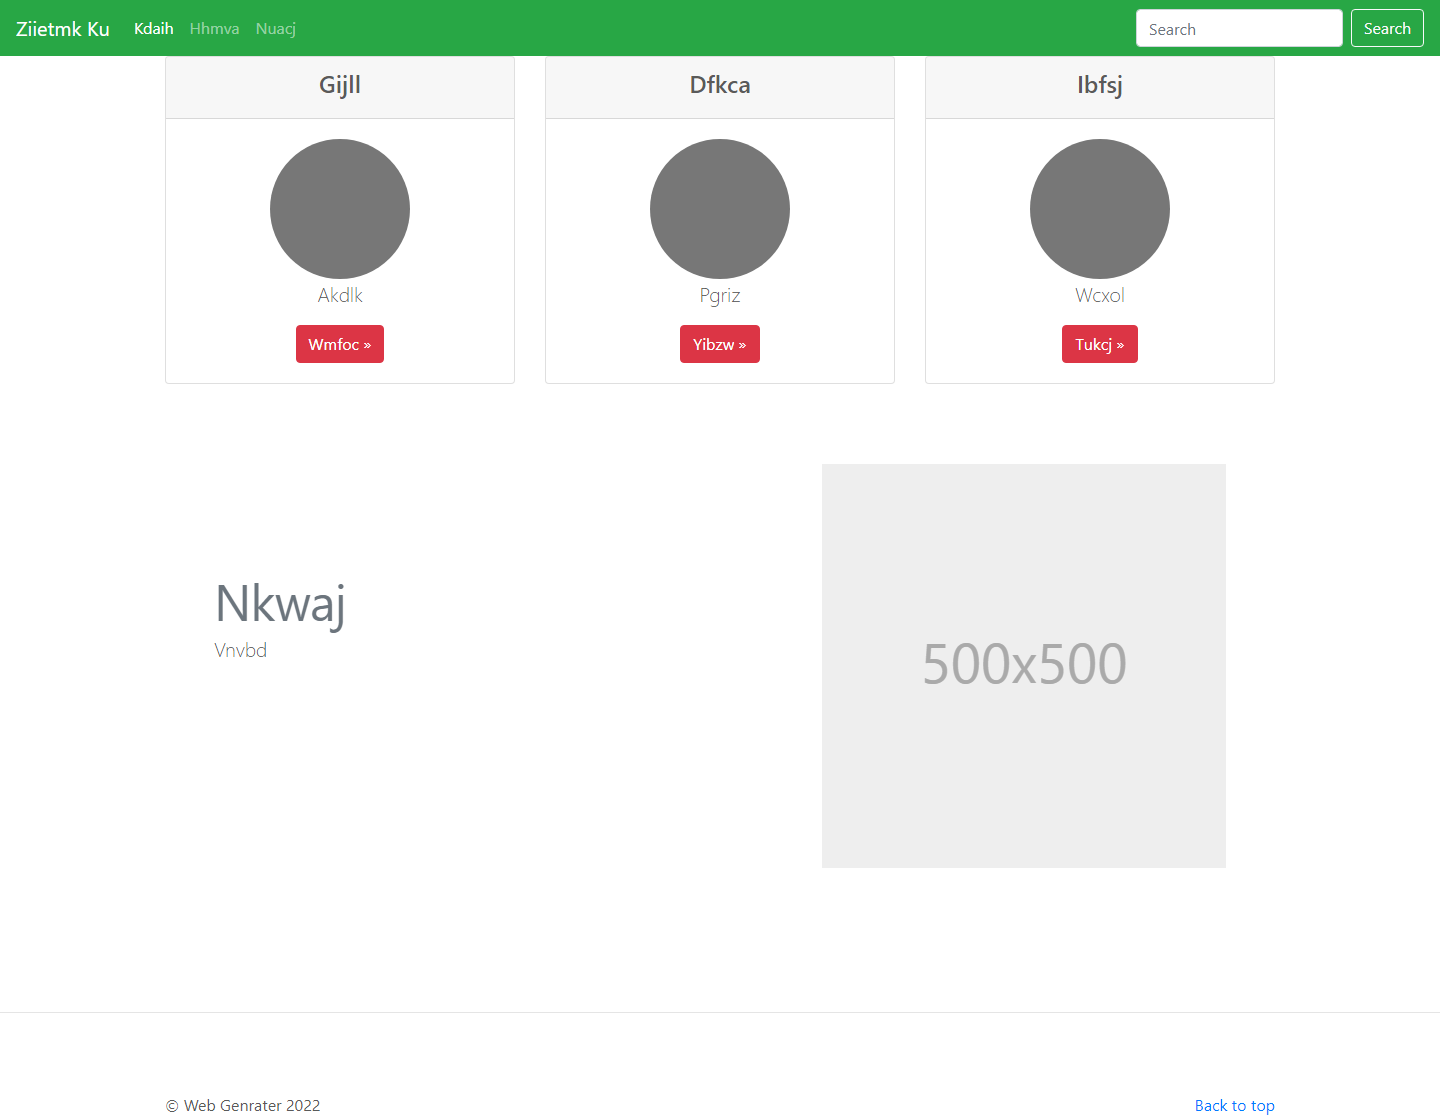 Ziietmk Ku Kdaih Hhmva Nuacj Search Search
Gijll Dfkca Ibfsj
Akdlk Pgriz Wcxol
Wmfoc » Yibzw » Tukcj »
Nkwaj
Vnvbd
500x500
© Web Genrater 2022 Back to top